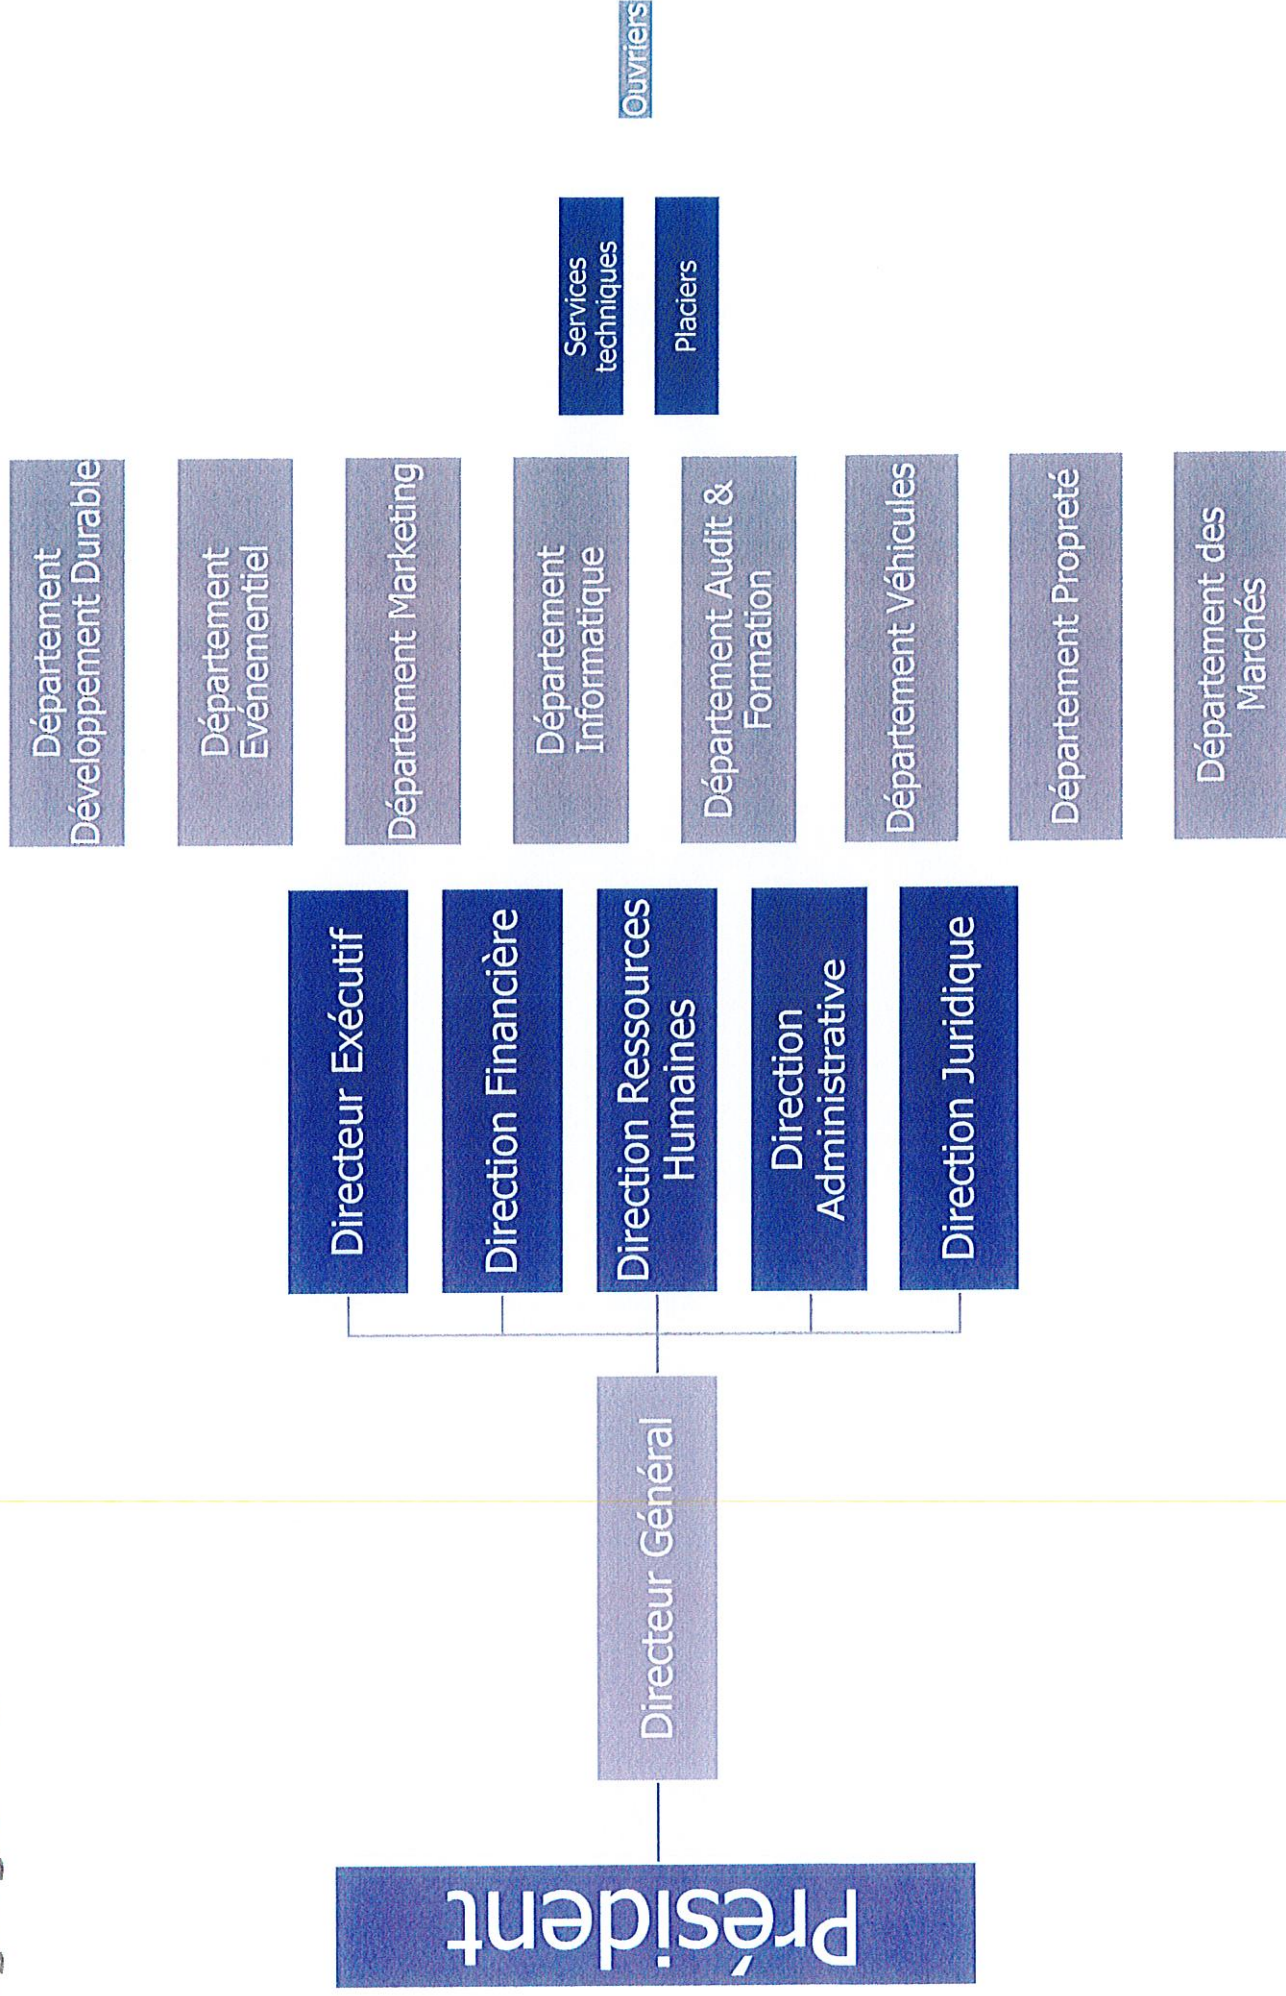 Président
Directeur Général
Directeur Exécutif
Direction Financière
Direction Ressources
Humaines
Direction
Administrative
Direction Juridique
Département
Développement Durable
Département
Evénementiel
Département Marketing
Département
Informatique
Département Audit &
Formation
Département Véhicules
Département Propreté
Département des
Marchés
Services
techniques
Placiers
Ouvriers